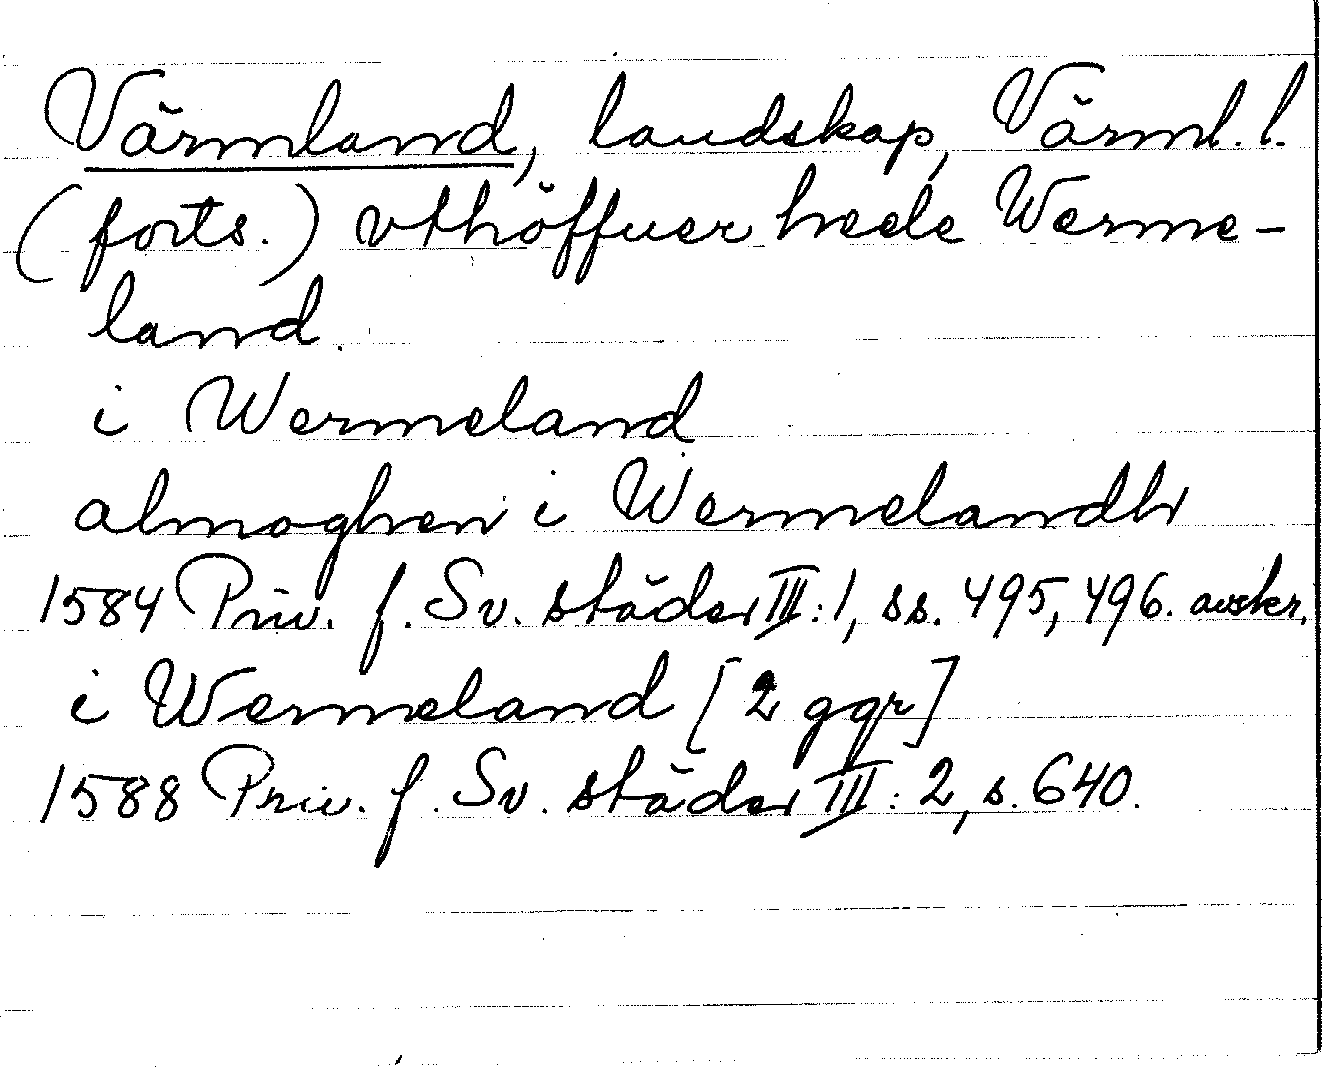 Värmland, landskap, Värml. l.
(forts.) vthöffuer heele Werme-
land.
i Wermeland
almoghen i Wermelandh
1584 Priv. f. Sv. städer III:1, ss. 495, 496. avskr.
i Wermeland [2 ggr]
1588 Priv. f. Sv. städer III:2, s. 640.